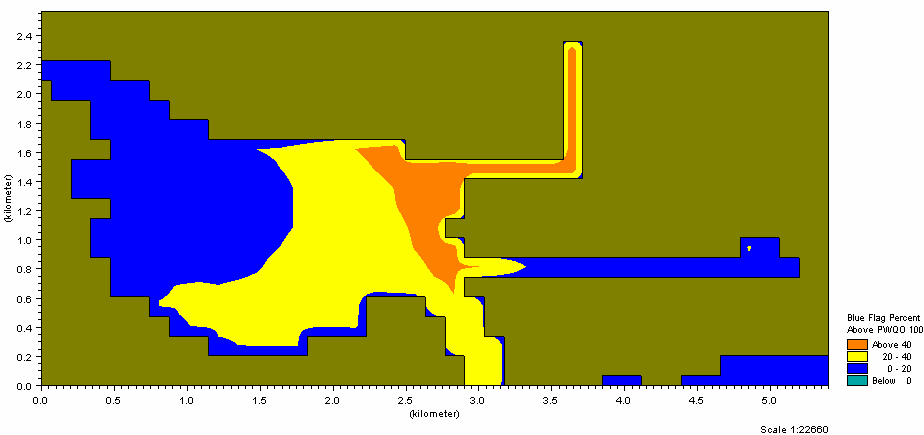 2.4
2.2
2.0
1.8
1.6
1.4
1.2
1.0
0.8
0.6
0.4
0.2
0.0
(kilometer)
0.0 0.5 1.0 1.5 2.0 2.5 3.0 3.5 4.0 4.5 5.0
(kilometer)
Blue Flag Percent
Above PWQO 100
Above 40
20 - 40
0 - 20
Below 0
Scale 1:22660